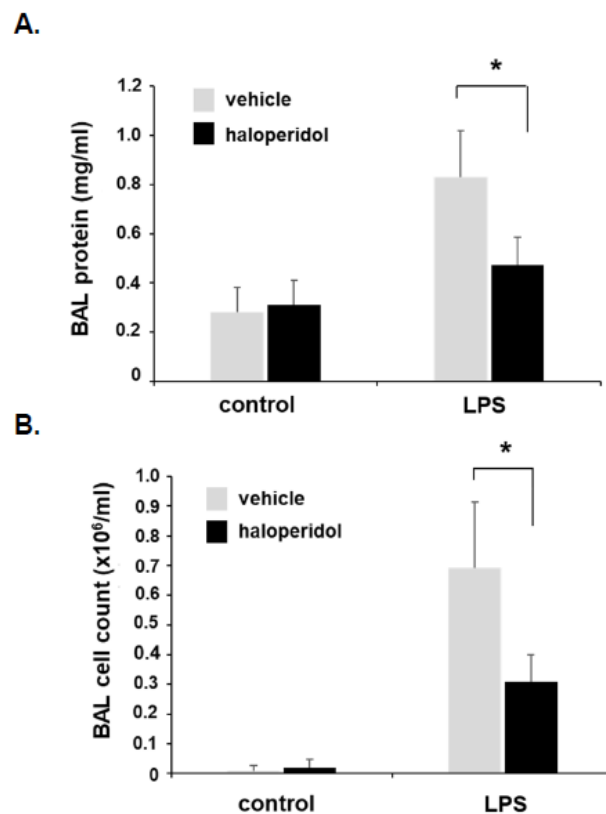 A.
BAL protein (mg/ml)
1.2
1.0
0.8
0.6
0.4
0.2
0
vehicle
haloperidol
*
control LPS
B.
BAL cell count (x10⁶/ml)
1.0
0.9
0.8
0.7
0.6
0.5
0.4
0.3
0.2
0.1
0
vehicle
haloperidol
*
control LPS